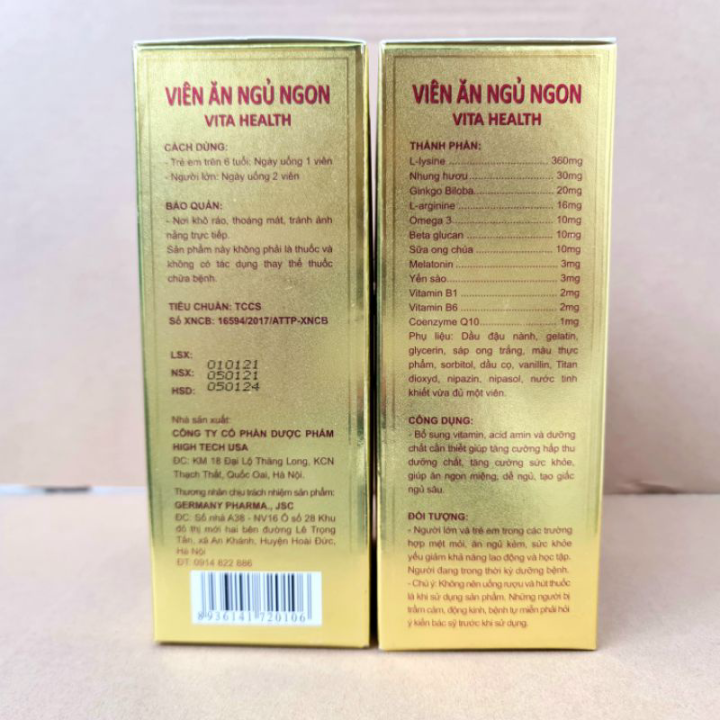 VIÊN ĂN NGỦ NGON
VITA HEALTH
CÁCH DÙNG:
- Trẻ em trên 6 tuổi: Ngày uống 1 viên
- Người lớn: Ngày uống 2 viên
BẢO QUẢN:
- Nơi khô ráo, thoáng mát, tránh ánh
nắng trực tiếp.
Sản phẩm này không phải là thuốc và
không có tác dụng thay thế thuốc
chữa bệnh.
TIÊU CHUẨN: TCCS
Số XNCB: 16594/2017/ATTP-XNCB
LSX: 010121
NSX: 050121
HSD: 050124
Nhà sản xuất:
CÔNG TY CỔ PHẦN DƯỢC PHẨM
HIGH TECH USA
ĐC: KM 18 Đại Lộ Thăng Long, KCN
Thạch Thất, Quốc Oai, Hà Nội
Thương nhân chịu trách nhiệm sản phẩm:
GERMANY PHARMA., JSC
ĐC: Số nhà A38 - NV16 Ô số 28 Khu
đô thị mới hai bên đường Lê Trọng
Tấn, xã An Khánh, Huyện Hoài Đức,
Hà Nội
ĐT: 0914 822 886
8936141720106
VIÊN ĂN NGỦ NGON
VITA HEALTH
THÀNH PHẦN:
L-lysine 360mg
Nhung hươu 30mg
Ginkgo Biloba 20mg
L-arginine 16mg
Omega 3 10mg
Beta glucan 10mg
Sữa ong chúa 10mg
Melatonin 3mg
Yến sào 3mg
Vitamin B1 2mg
Vitamin B6 2mg
Coenzyme Q10 1mg
Phụ liệu: Dầu đậu nành, gelatin,
glycerin, sáp ong trắng, màu thực
phẩm, sorbitol, dầu cọ, vanillin, Titan
dioxyd, nipazin, nipasol, nước tinh
khiết vừa đủ một viên.
CÔNG DỤNG:
- Bổ sung vitamin, acid amin và dưỡng
chất cần thiết giúp tăng cường hấp thu
dưỡng chất, tăng cường sức khỏe,
giúp ăn ngon miệng, dễ ngủ, tạo giấc
ngủ sâu.
ĐỐI TƯỢNG:
- Người lớn và trẻ em trong các trường
hợp mệt mỏi, ăn ngủ kém, sức khỏe
yếu giảm khả năng lao động và học tập.
Người đang trong thời kỳ dưỡng bệnh.
- Chú ý: Không nên uống rượu và hút thuốc
lá khi sử dụng sản phẩm. Những người bị
trầm cảm, động kinh, bệnh tự miễn phải hỏi
ý kiến bác sỹ trước khi sử dụng.